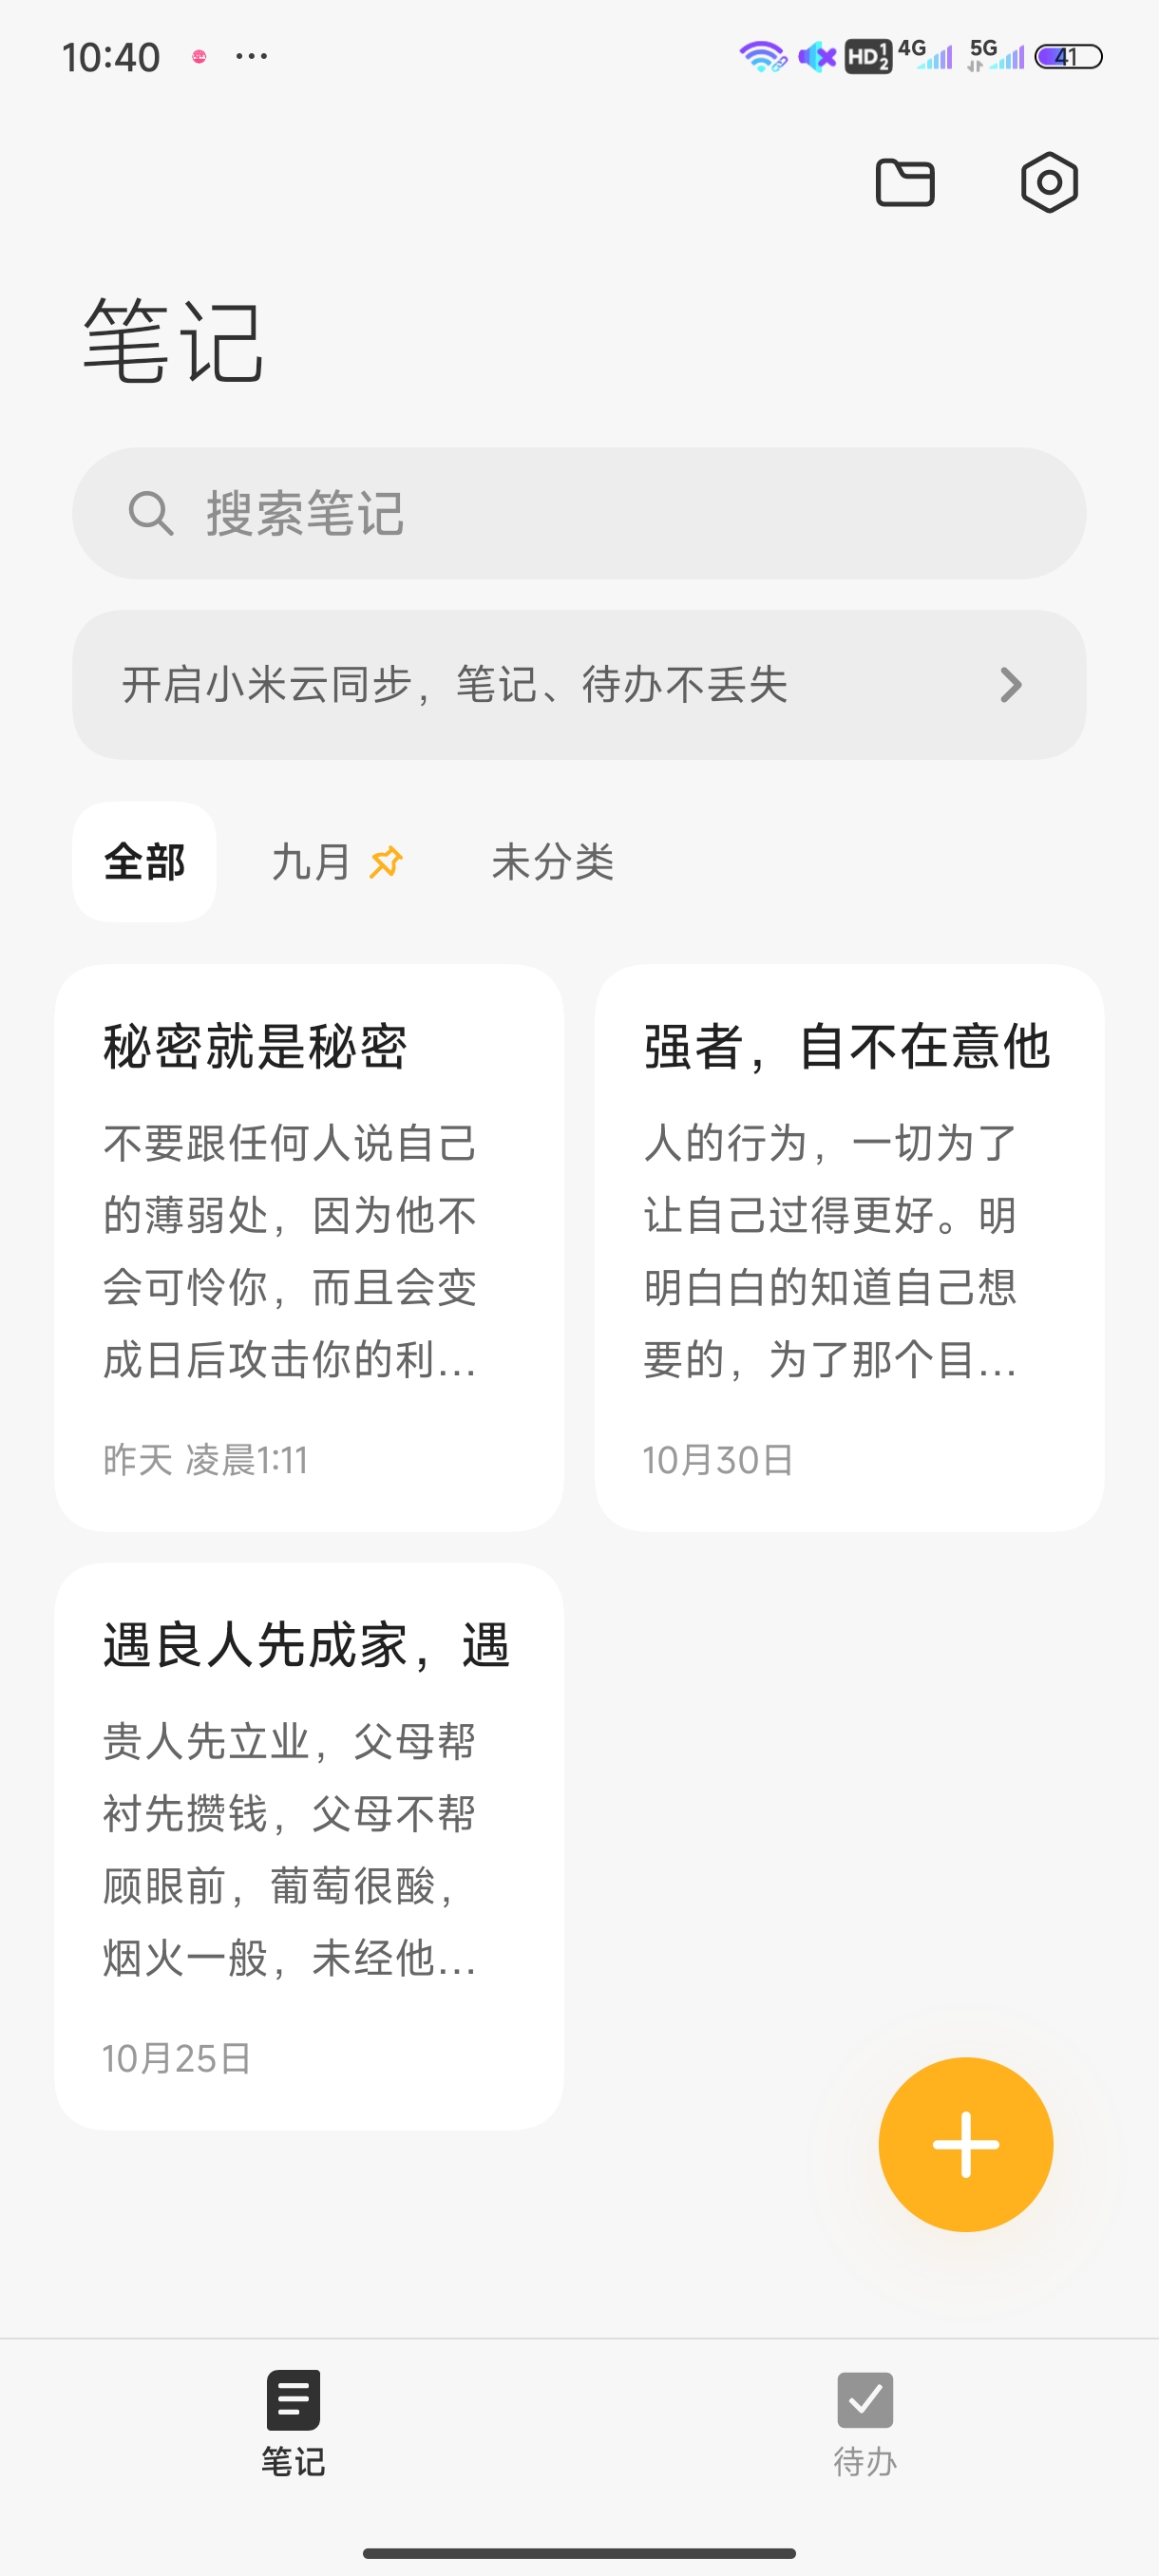 10:40 ... HD 1 2 4G 5G 41
笔记
搜索笔记
开启小米云同步，笔记、待办不丢失
全部 九月 未分类
秘密就是秘密
不要跟任何人说自己
的薄弱处，因为他不
会可怜你，而且会变
成日后攻击你的利...
昨天 凌晨1:11
强者，自不在意他
人的行为，一切为了
让自己过得更好。明
明白白的知道自己想
要的，为了那个目...
10月30日
遇良人先成家，遇
贵人先立业，父母帮
衬先攒钱，父母不帮
顾眼前，葡萄很酸，
烟火一般，未经他...
10月25日
笔记 待办